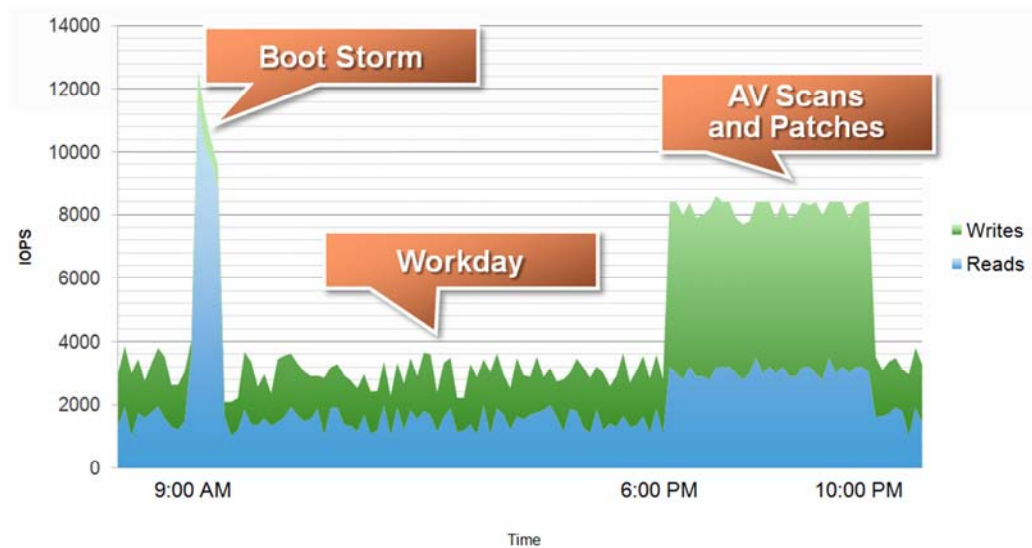 14000
12000
10000
8000
6000
4000
2000
0
IOPS
Boot Storm
AV Scans
and Patches
Workday
Writes
Reads
9:00 AM
6:00 PM
10:00 PM
Time